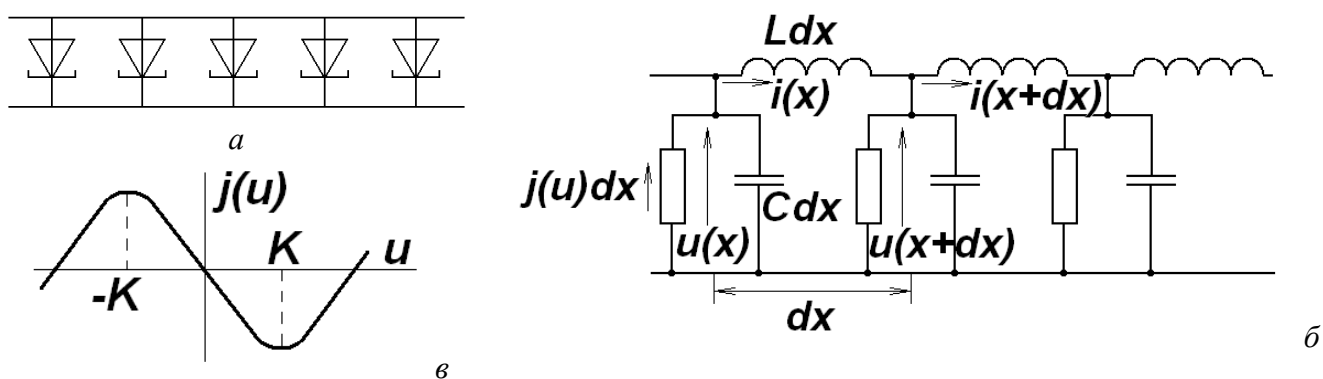 а
j(u)
K
u
-K
в
Ldx
i(x)
i(x+dx)
j(u)dx
Cdx
u(x)
u(x+dx)
dx
б